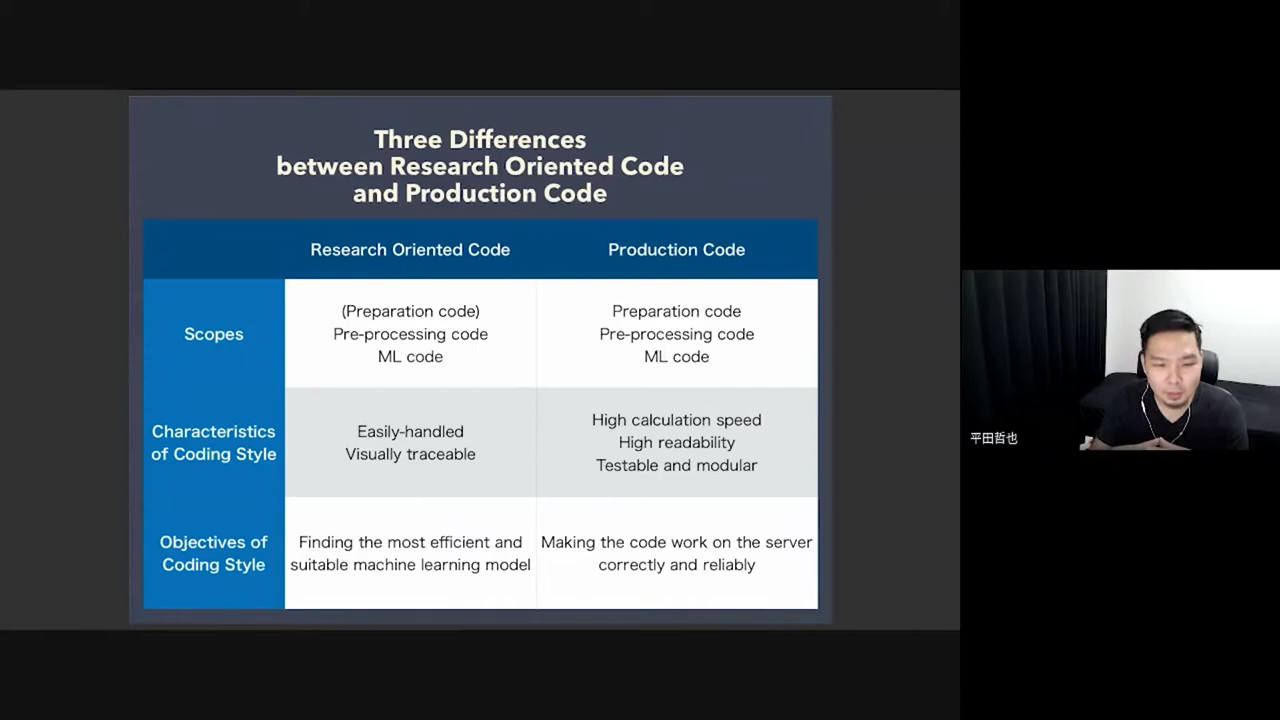 Three Differences
between Research Oriented Code
and Production Code
Research Oriented Code
Production Code
Scopes
(Preparation code)
Pre-processing code
ML code
Preparation code
Pre-processing code
ML code
Characteristics
of Coding Style
Easily-handled
Visually traceable
High calculation speed
High readability
Testable and modular
Objectives of
Coding Style
Finding the most efficient and
suitable machine learning model
Making the code work on the server
correctly and reliably
平田哲也